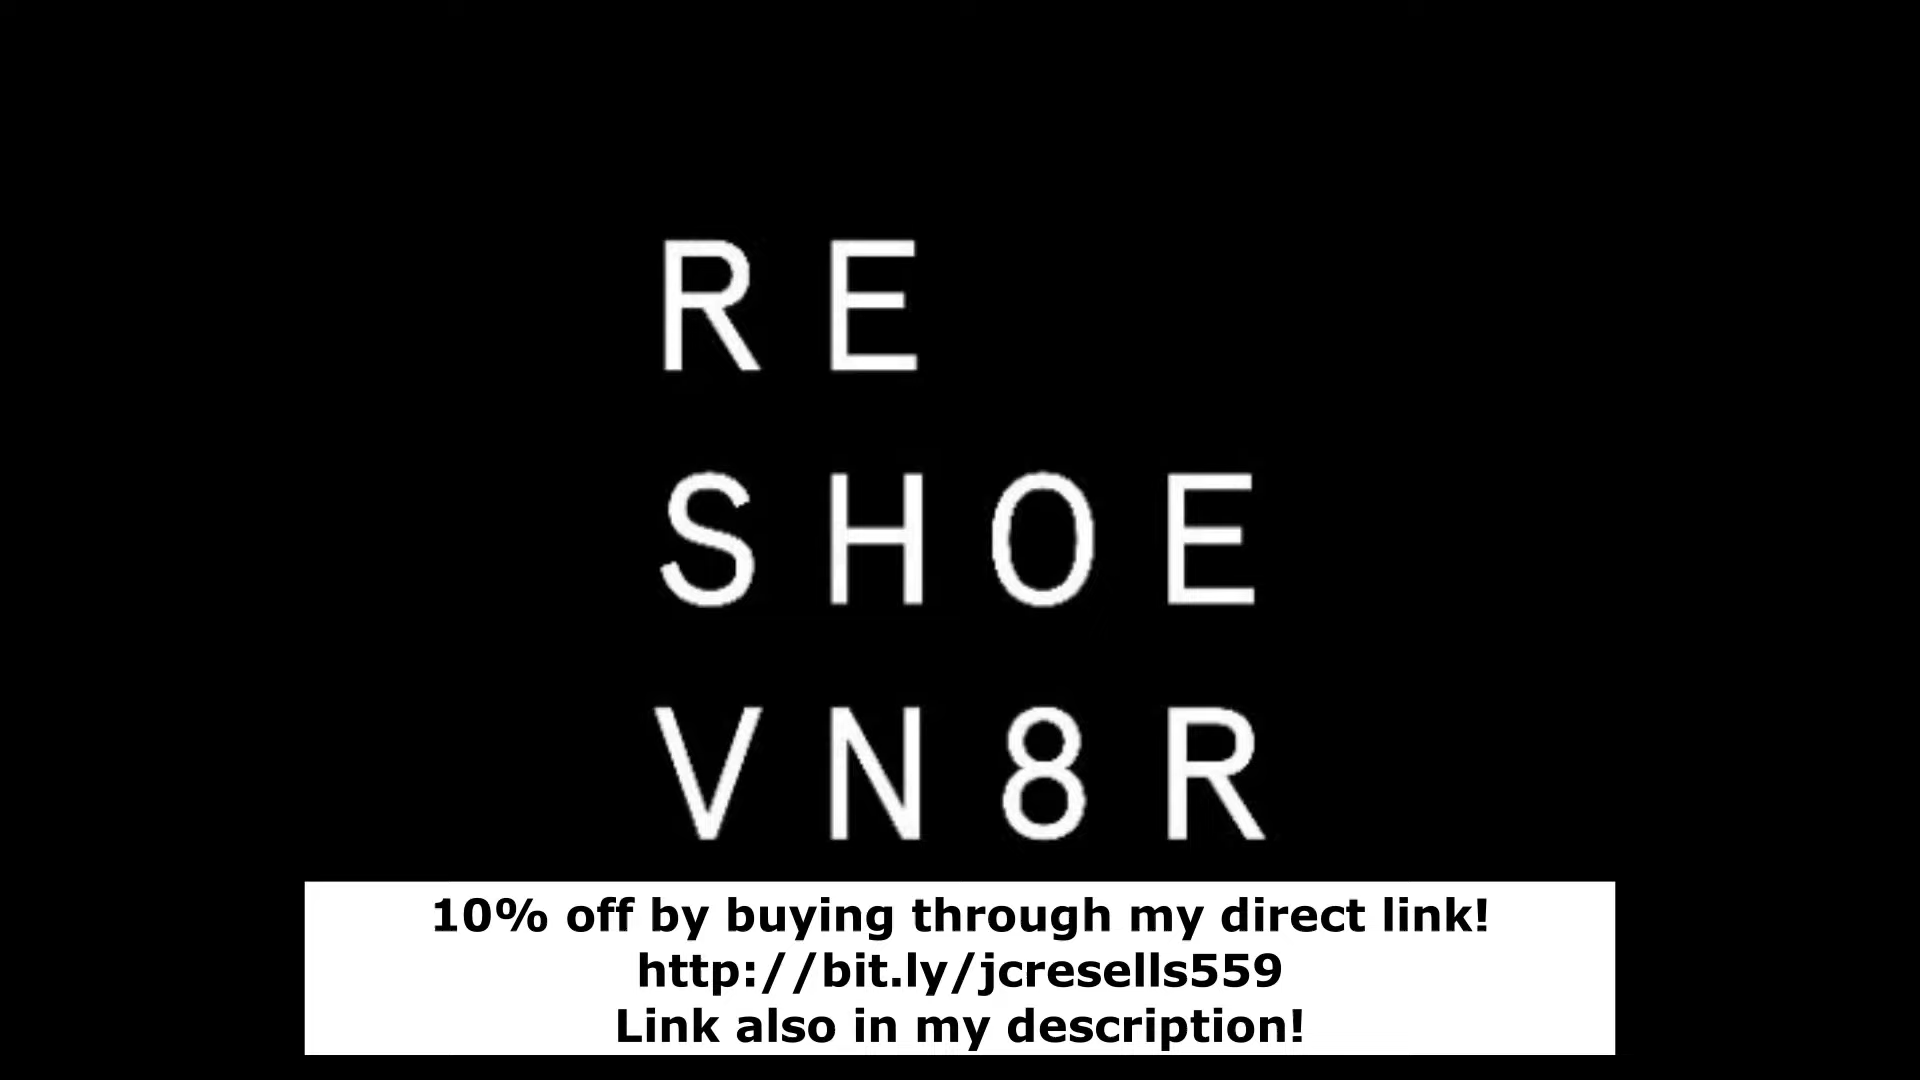 RE
SHOE
VN8R
10% off by buying through my direct link!
http://bit.ly/jcresells559
Link also in my description!